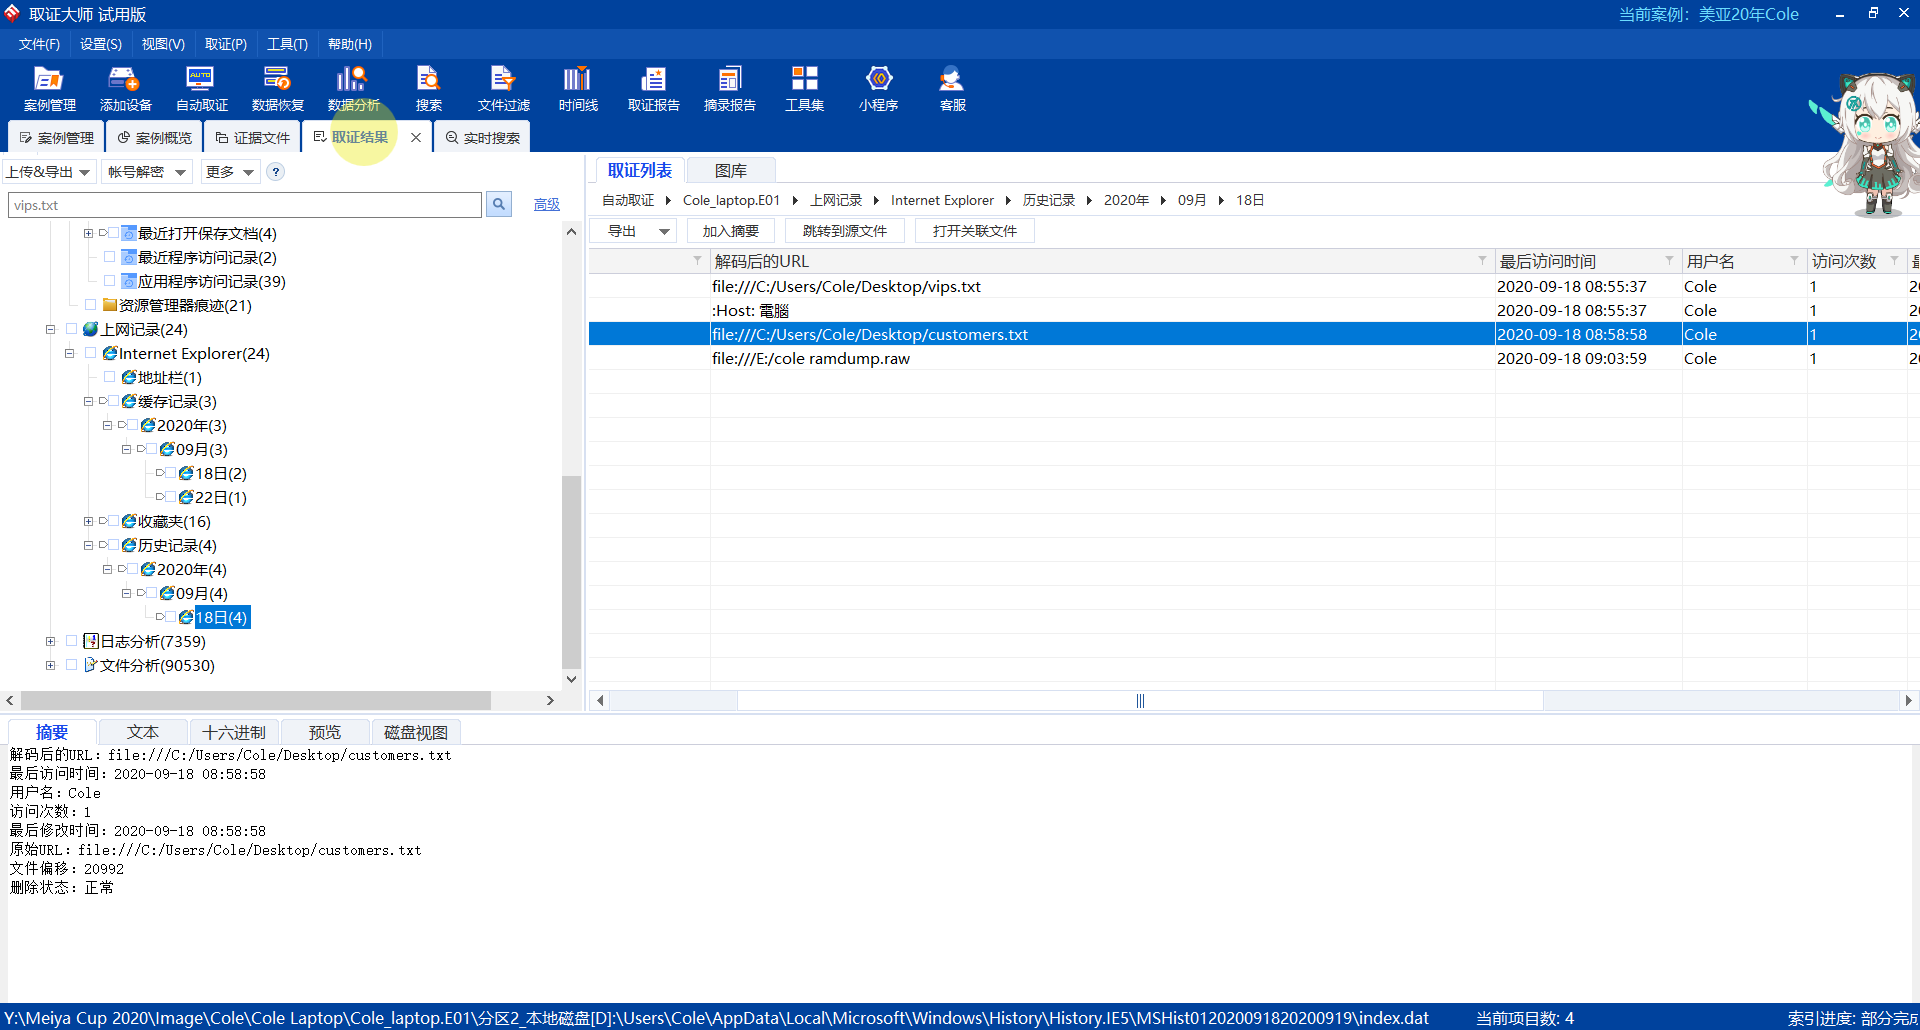 取证大师 试用版
当前案例：美亚20年Cole
文件(F) 设置(S) 视图(V) 取证(P) 工具(T) 帮助(H)
案例管理 添加设备 自动取证 数据恢复 数据分析 搜索 文件过滤 时间线 取证报告 摘录报告 工具集 小程序 客服
案例管理 案例概览 证据文件 取证结果 实时搜索
上传&导出 帐号解密 更多 ?
vips.txt 高级
最近打开保存文档(4)
最近程序访问记录(2)
应用程序访问记录(39)
资源管理器痕迹(21)
上网记录(24)
Internet Explorer(24)
地址栏(1)
缓存记录(3)
2020年(3)
09月(3)
18日(2)
22日(1)
收藏夹(16)
历史记录(4)
2020年(4)
09月(4)
18日(4)
日志分析(7359)
文件分析(90530)
取证列表 图库
自动取证 Cole_laptop.E01 上网记录 Internet Explorer 历史记录 2020年 09月 18日
导出 加入摘要 跳转到源文件 打开关联文件
解码后的URL 最后访问时间 用户名 访问次数
file:///C:/Users/Cole/Desktop/vips.txt 2020-09-18 08:55:37 Cole 1
:Host: 電腦 2020-09-18 08:55:37 Cole 1
file:///C:/Users/Cole/Desktop/customers.txt 2020-09-18 08:58:58 Cole 1
file:///E:/cole ramdump.raw 2020-09-18 09:03:59 Cole 1
摘要 文本 十六进制 预览 磁盘视图
解码后的URL：file:///C:/Users/Cole/Desktop/customers.txt
最后访问时间：2020-09-18 08:58:58
用户名：Cole
访问次数：1
最后修改时间：2020-09-18 08:58:58
原始URL：file:///C:/Users/Cole/Desktop/customers.txt
文件偏移：20992
删除状态：正常
Y:\Meiya Cup 2020\Image\Cole\Cole Laptop\Cole_laptop.E01\分区2_本地磁盘[D]:\Users\Cole\AppData\Local\Microsoft\Windows\History\History.IE5\MSHist012020091820200919\index.dat 当前项目数: 4 索引进度: 部分完成